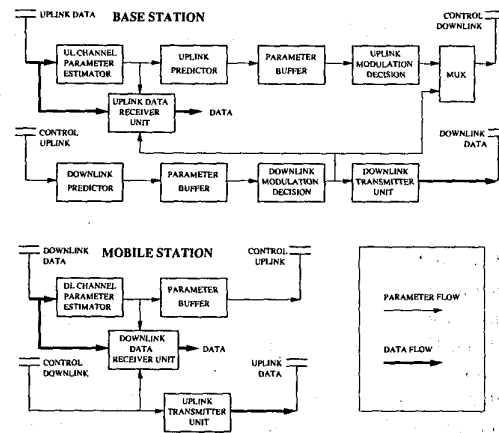 UPLINK DATA
BASE STATION
CONTROL
DOWNLINK
UL CHANNEL
PARAMETER
ESTIMATOR
UPLINK
PREDICTOR
PARAMETER
BUFFER
UPLINK
MODULATION
DECISION
MUX
UPLINK DATA
RECEIVER
UNIT
DATA
CONTROL
UPLINK
DOWNLINK
DATA
DOWNLINK
PREDICTOR
PARAMETER
BUFFER
DOWNLINK
MODULATION
DECISION
DOWNLINK
TRANSMITTER
UNIT
DOWNLINK
DATA
MOBILE STATION
CONTROL
UPLINK
DL CHANNEL
PARAMETER
ESTIMATOR
PARAMETER
BUFFER
DOWNLINK
DATA
RECEIVER UNIT
DATA
CONTROL
DOWNLINK
UPLINK
DATA
UPLINK
TRANSMITTER
UNIT
PARAMETER FLOW
DATA FLOW